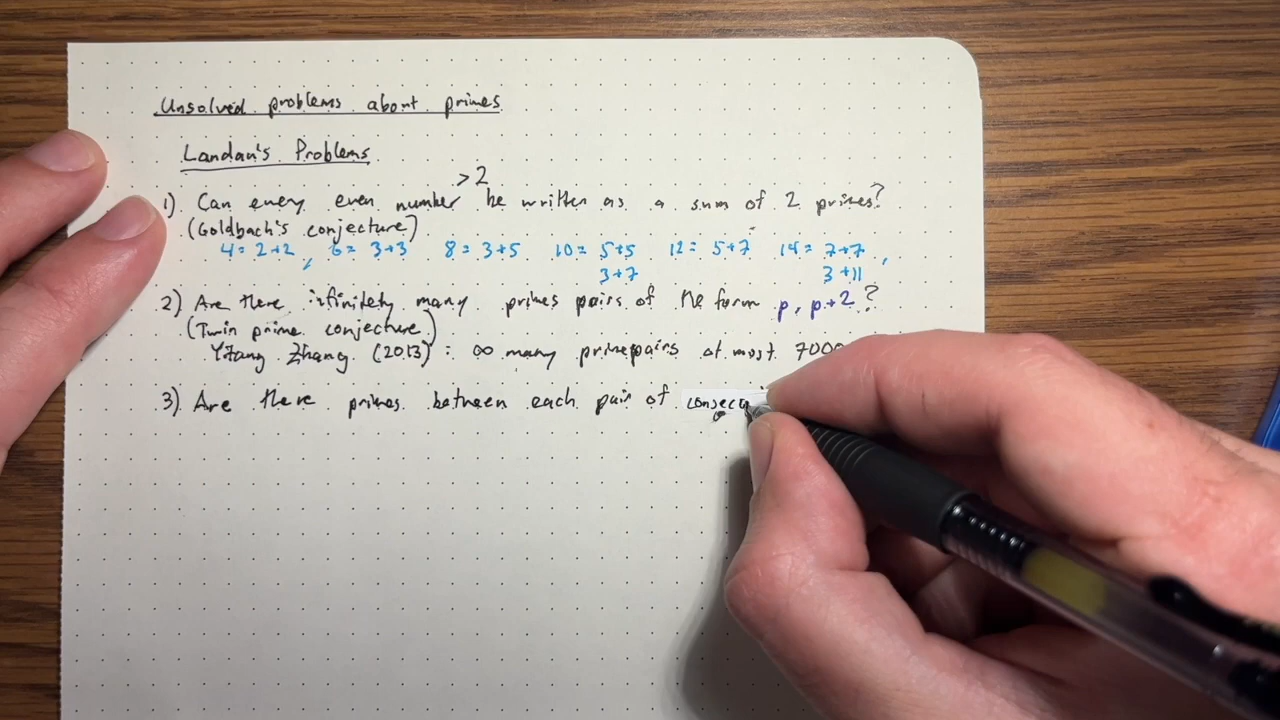 Unsolved problems about primes
Landau's Problems
> 2
1) Can every even number be written as a sum of 2 primes?
(Goldbach's conjecture)
4 = 2+2, 6 = 3+3 8 = 3+5 10 = 5+5 12 = 5+7 14 = 7+7,
3+7 3+11
2) Are there infinitely many primes pairs of the form p, p+2?
(Twin prime conjecture)
Yitang Zhang (2013): ∞ many prime pairs at most 7000
3) Are there primes between each pair of